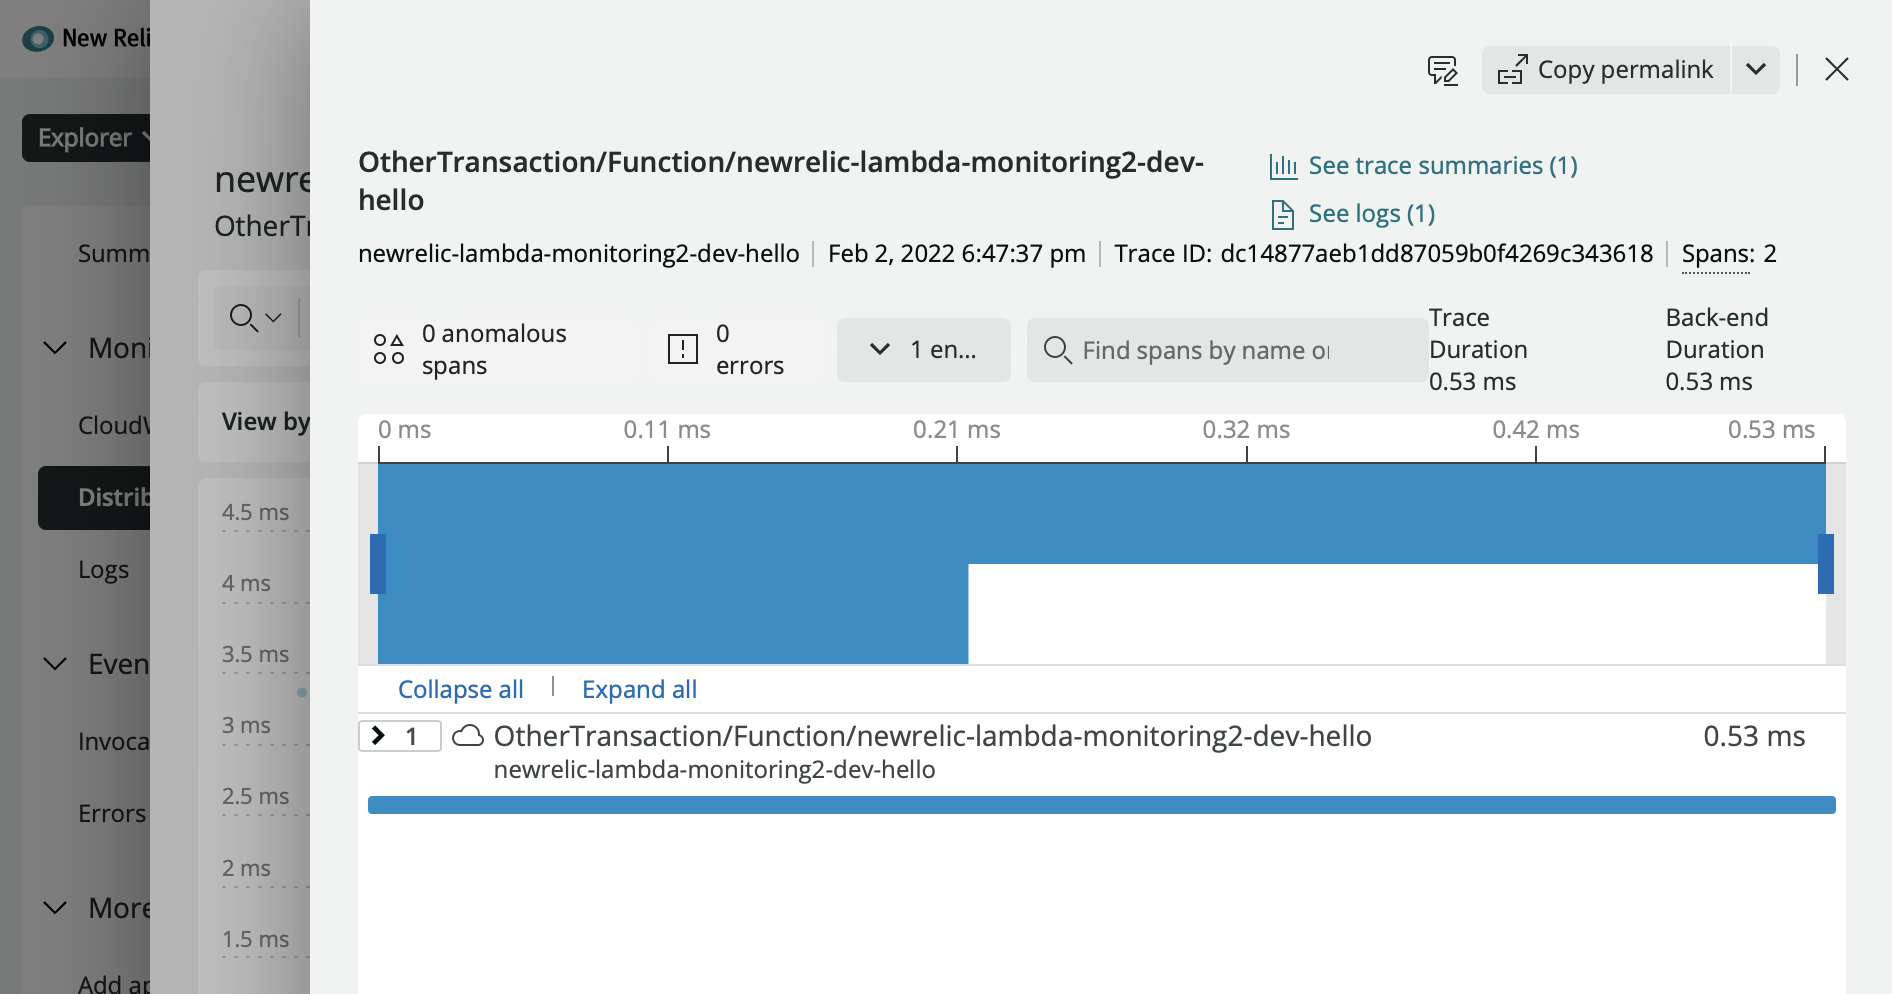 New Reli
Explorer
Summ
Moni
CloudW
Distrib
Logs
Even
Invoca
Errors
More
Add ap
newre
OtherTr
View by
4.5 ms
4 ms
3.5 ms
3 ms
2.5 ms
2 ms
1.5 ms
Copy permalink
OtherTransaction/Function/newrelic-lambda-monitoring2-dev-
hello
See trace summaries (1)
See logs (1)
newrelic-lambda-monitoring2-dev-hello Feb 2, 2022 6:47:37 pm Trace ID: dc14877aeb1dd87059b0f4269c343618 Spans: 2
0 anomalous
spans
0
errors
1 en...
Find spans by name or
Trace
Duration
0.53 ms
Back-end
Duration
0.53 ms
0 ms 0.11 ms 0.21 ms 0.32 ms 0.42 ms 0.53 ms
Collapse all Expand all
1 OtherTransaction/Function/newrelic-lambda-monitoring2-dev-hello 0.53 ms
newrelic-lambda-monitoring2-dev-hello